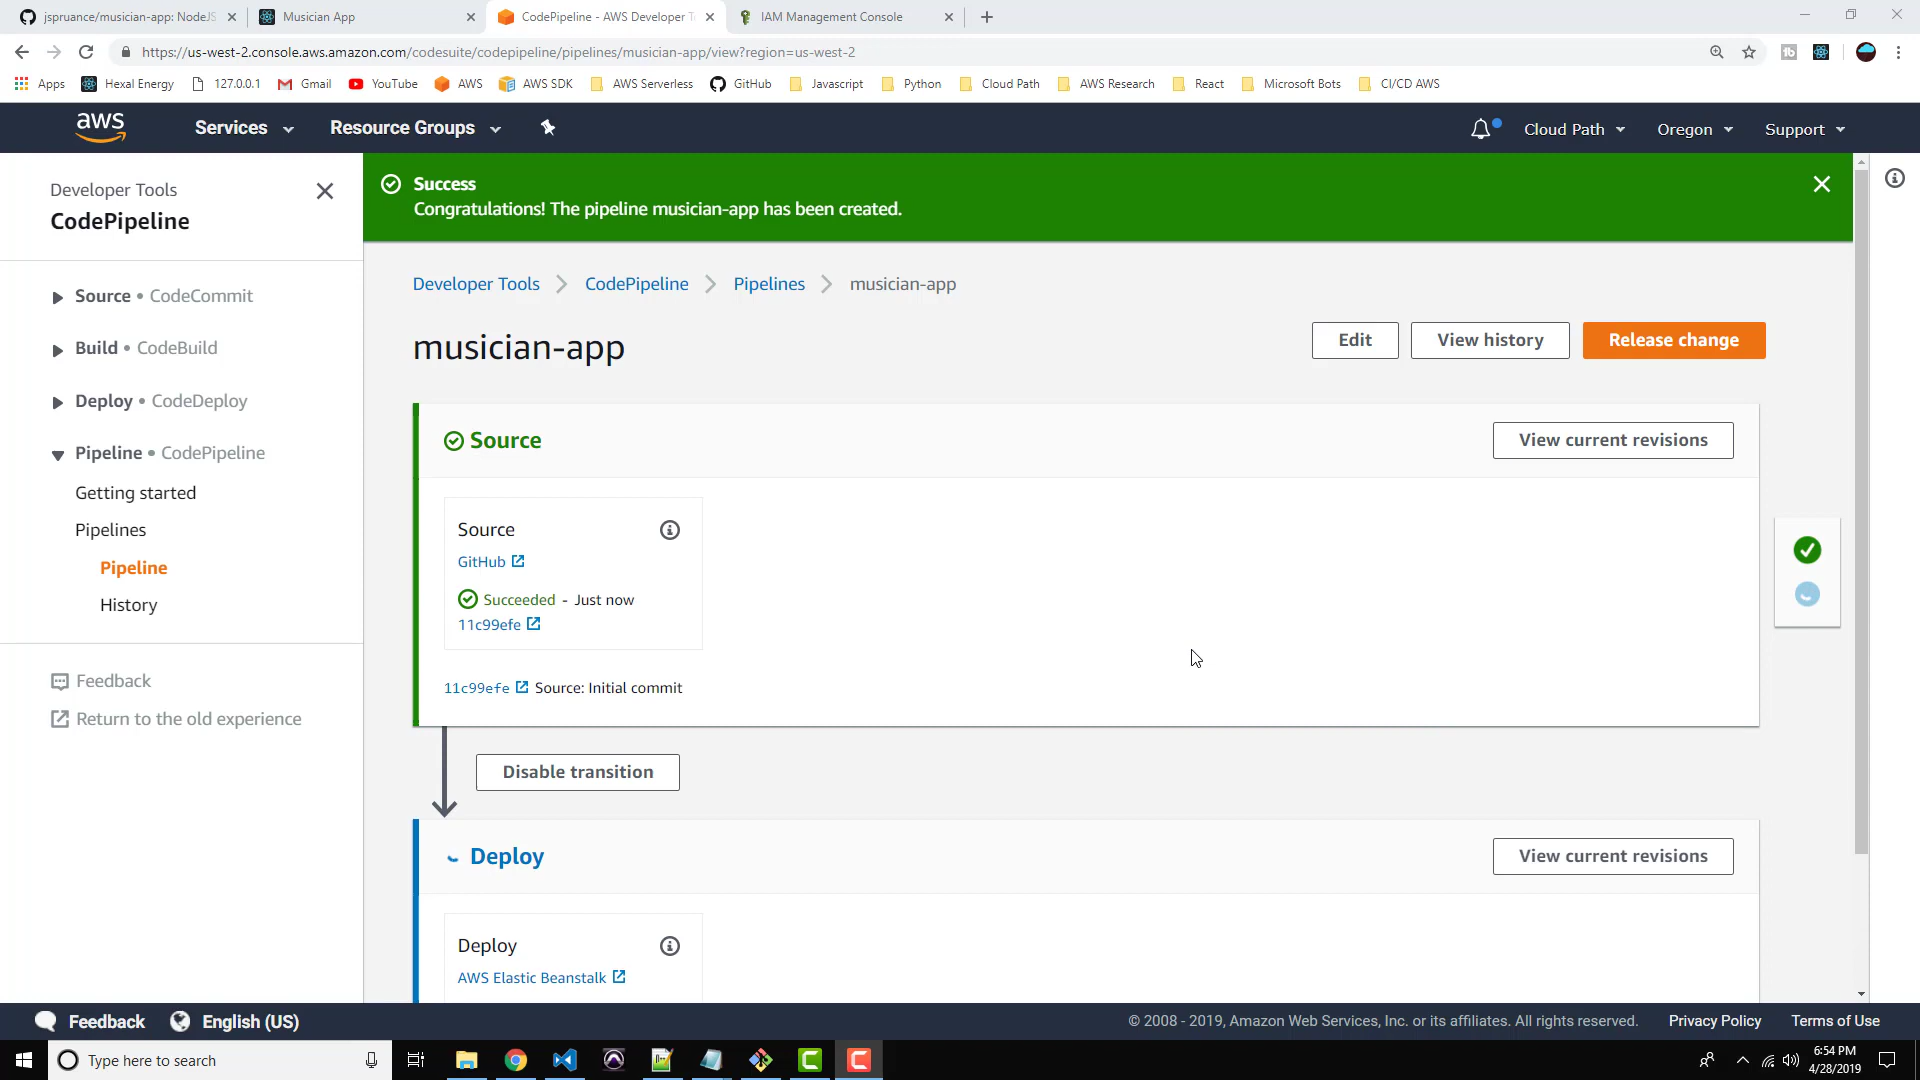 jspruance/musician-app: NodeJS
Musician App
CodePipeline - AWS Developer T
IAM Management Console
https://us-west-2.console.aws.amazon.com/codesuite/codepipeline/pipelines/musician-app/view?region=us-west-2
Apps
Hexal Energy
127.0.0.1
Gmail
YouTube
AWS
AWS SDK
AWS Serverless
GitHub
Javascript
Python
Cloud Path
AWS Research
React
Microsoft Bots
CI/CD AWS
aws
Services
Resource Groups
Cloud Path
Oregon
Support
Developer Tools
CodePipeline
Source • CodeCommit
Build • CodeBuild
Deploy • CodeDeploy
Pipeline • CodePipeline
Getting started
Pipelines
Pipeline
History
Feedback
Return to the old experience
Success
Congratulations! The pipeline musician-app has been created.
Developer Tools
CodePipeline
Pipelines
musician-app
musician-app
Edit
View history
Release change
Source
View current revisions
Source
GitHub
Succeeded - Just now
11c99efe
11c99efe Source: Initial commit
Disable transition
Deploy
View current revisions
Deploy
AWS Elastic Beanstalk
Feedback
English (US)
© 2008 - 2019, Amazon Web Services, Inc. or its affiliates. All rights reserved.
Privacy Policy
Terms of Use
Type here to search
6:54 PM
4/28/2019